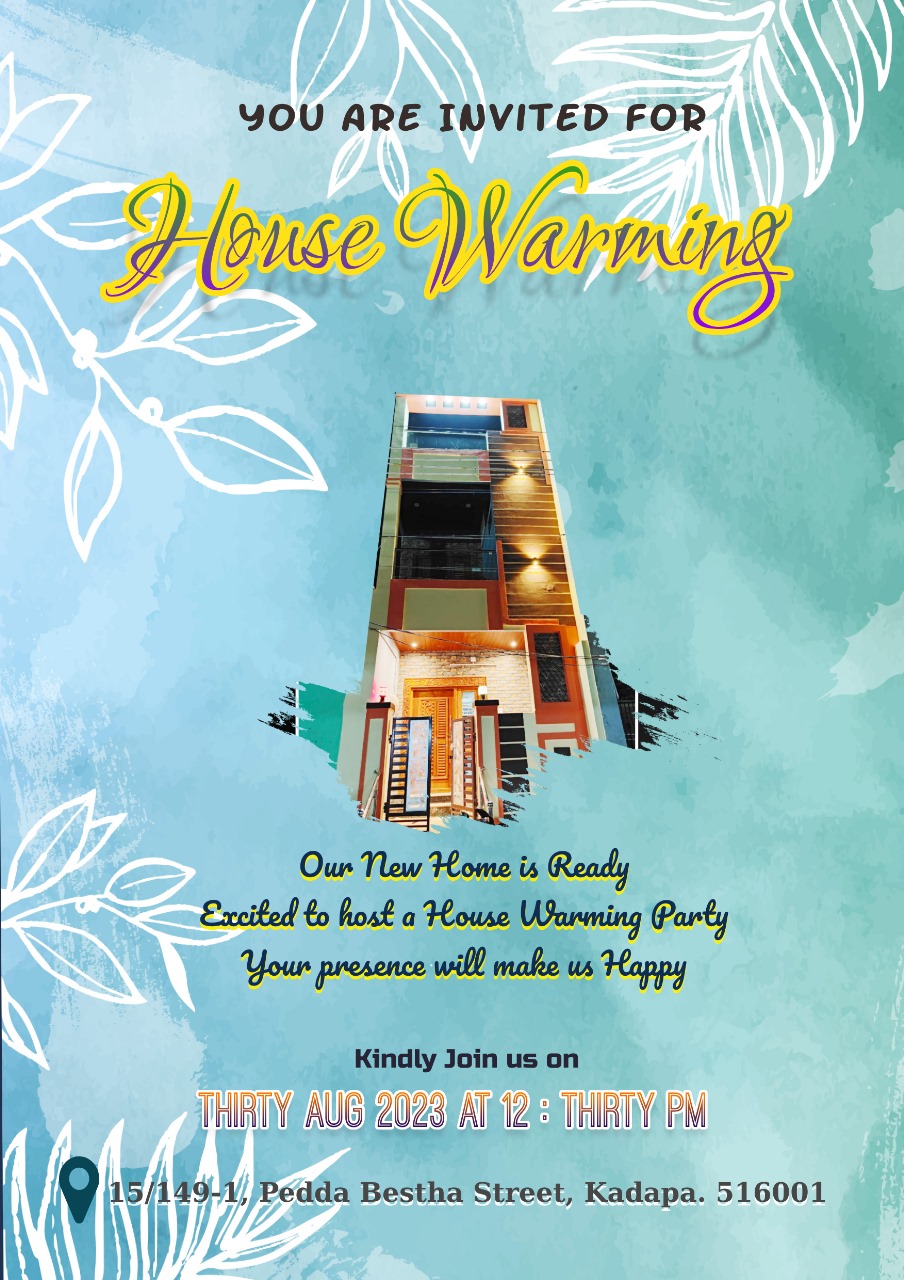 YOU ARE INVITED FOR
House Warming
Our New Home is Ready
Excited to host a House Warming Party
Your presence will make us Happy
Kindly Join us on
THIRTY AUG 2023 AT 12 : THIRTY PM
15/149-1, Pedda Bestha Street, Kadapa. 516001